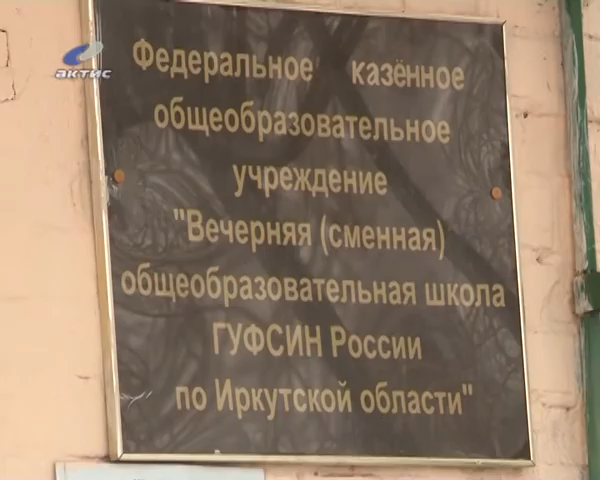 актис
Федеральное казённое
общеобразовательное
учреждение
"Вечерняя (сменная)
общеобразовательная школа
ГУФСИН России
по Иркутской области"